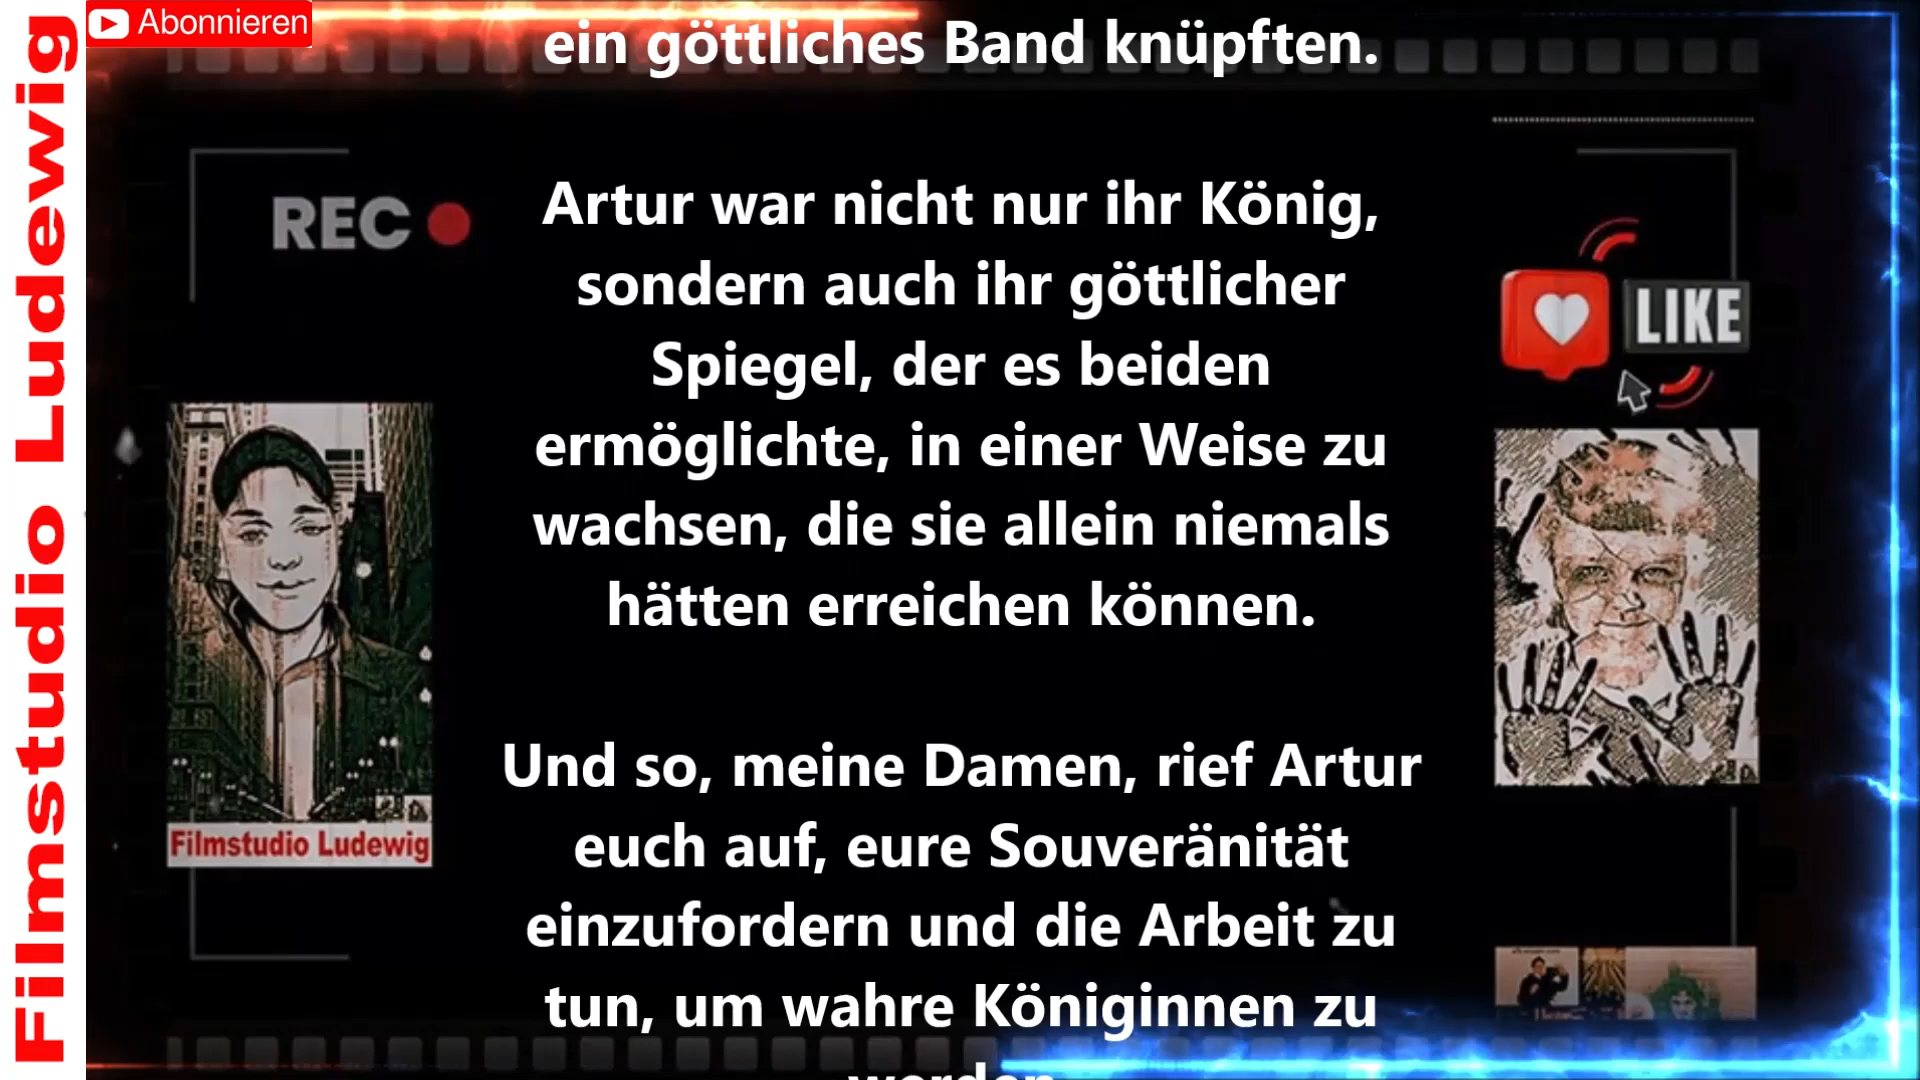 Filmstudio Ludewig
Abonnieren
ein göttliches Band knüpften.
REC
Artur war nicht nur ihr König,
sondern auch ihr göttlicher
Spiegel, der es beiden
ermöglichte, in einer Weise zu
wachsen, die sie allein niemals
hätten erreichen können.
LIKE
Und so, meine Damen, rief Artur
euch auf, eure Souveränität
einzufordern und die Arbeit zu
tun, um wahre Königinnen zu
Filmstudio Ludewig